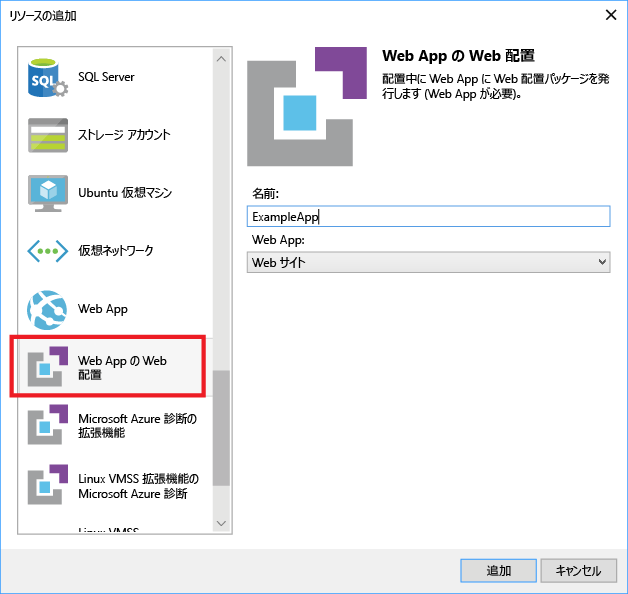 リソースの追加
SQL Server
ストレージ アカウント
Ubuntu 仮想マシン
仮想ネットワーク
Web App
Web App の Web
配置
Microsoft Azure 診断の
拡張機能
Linux VMSS 拡張機能の
Microsoft Azure 診断
Linux VMSS
Web App の Web 配置
配置中に Web App に Web 配置パッケージを発
行します (Web App が必要)。
名前:
ExampleApp
Web App:
Web サイト
追加
キャンセル